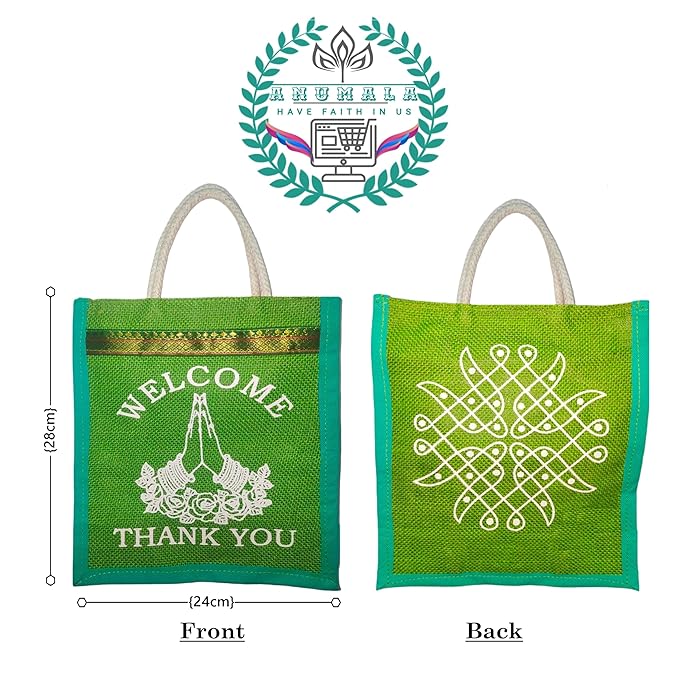 ANUMALA
HAVE FAITH IN US
WELCOME
THANK YOU
{28cm}
{24cm}
Front
Back